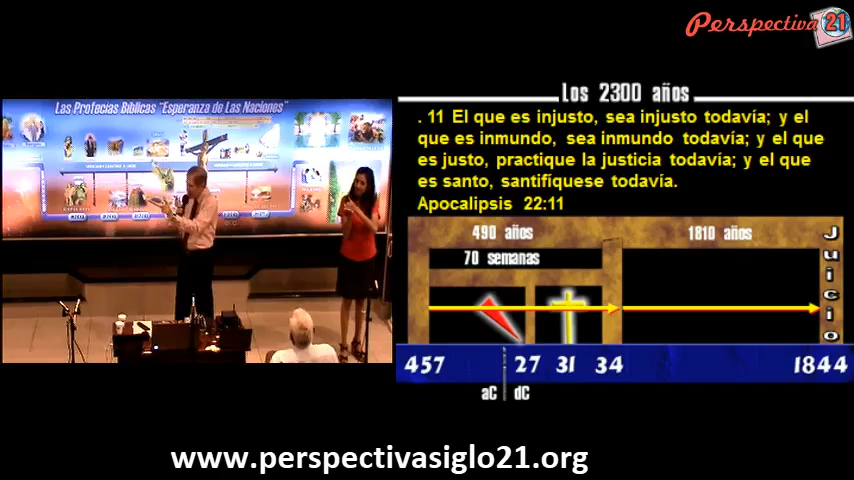 Perspectiva 21
Los 2300 años
Las Profecías Bíblicas "Esperanza de Las Naciones"
. 11 El que es injusto, sea injusto todavía; y el
que es inmundo, sea inmundo todavía; y el que
es justo, practique la justicia todavía; y el que
es santo, santifíquese todavía.
Apocalipsis 22:11
490 años
1810 años
70 semanas
Juicio
457
27
31
34
1844
aC
dC
www.perspectivasiglo21.org